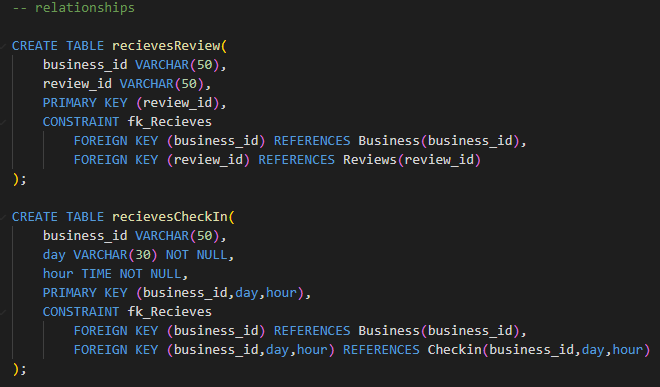 -- relationships
CREATE TABLE recievesReview(
business_id VARCHAR(50),
review_id VARCHAR(50),
PRIMARY KEY (review_id),
CONSTRAINT fk_Recieves
FOREIGN KEY (business_id) REFERENCES Business(business_id),
FOREIGN KEY (review_id) REFERENCES Reviews(review_id)
);
CREATE TABLE recievesCheckIn(
business_id VARCHAR(50),
day VARCHAR(30) NOT NULL,
hour TIME NOT NULL,
PRIMARY KEY (business_id,day,hour),
CONSTRAINT fk_Recieves
FOREIGN KEY (business_id) REFERENCES Business(business_id),
FOREIGN KEY (business_id,day,hour) REFERENCES Checkin(business_id,day,hour)
);